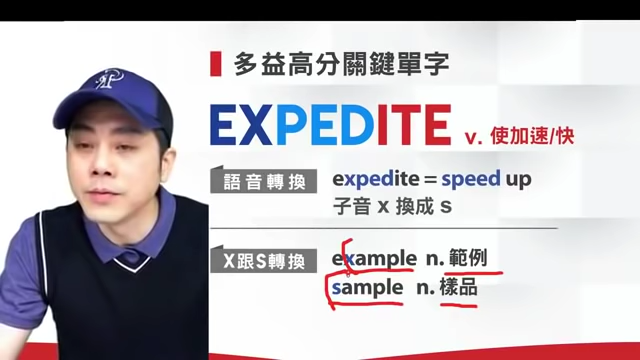 多益高分關鍵單字
EXPEDITE v. 使加速/快
語音轉換 expedite = speed up
子音 x 換成 s
X跟S轉換 example n. 範例
sample n. 樣品